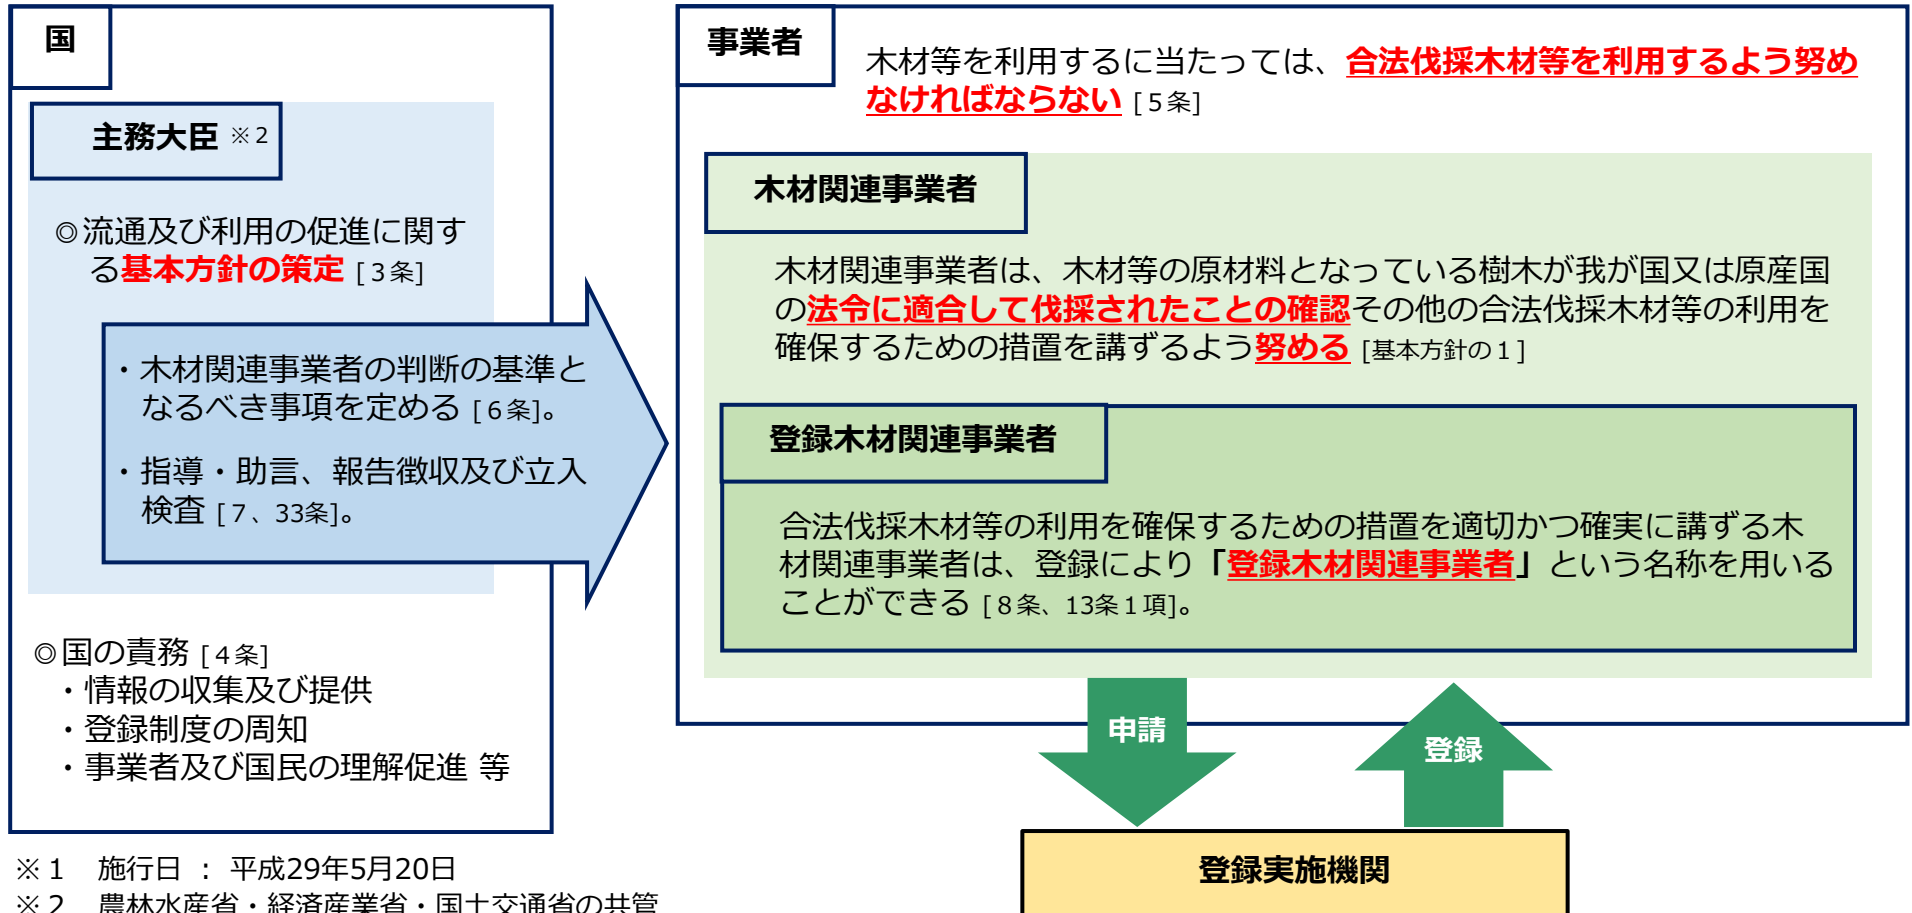 国
主務大臣 ※２
◎流通及び利用の促進に関す
る基本方針の策定 [３条]
・木材関連事業者の判断の基準と
なるべき事項を定める [６条]。
・指導・助言、報告徴収及び立入
検査 [７、33条]。
◎国の責務 [４条]
・情報の収集及び提供
・登録制度の周知
・事業者及び国民の理解促進 等
事業者
木材等を利用するに当たっては、合法伐採木材等を利用するよう努め
なければならない [５条]
木材関連事業者
木材関連事業者は、木材等の原材料となっている樹木が我が国又は原産国
の法令に適合して伐採されたことの確認その他の合法伐採木材等の利用を
確保するための措置を講ずるよう努める [基本方針の１]
登録木材関連事業者
合法伐採木材等の利用を確保するための措置を適切かつ確実に講ずる木
材関連事業者は、登録により「登録木材関連事業者」という名称を用いる
ことができる [８条、13条１項]。
申請
登録
登録実施機関
※１　施行日 ： 平成29年5月20日
※２　農林水産省・経済産業省・国土交通省の共管